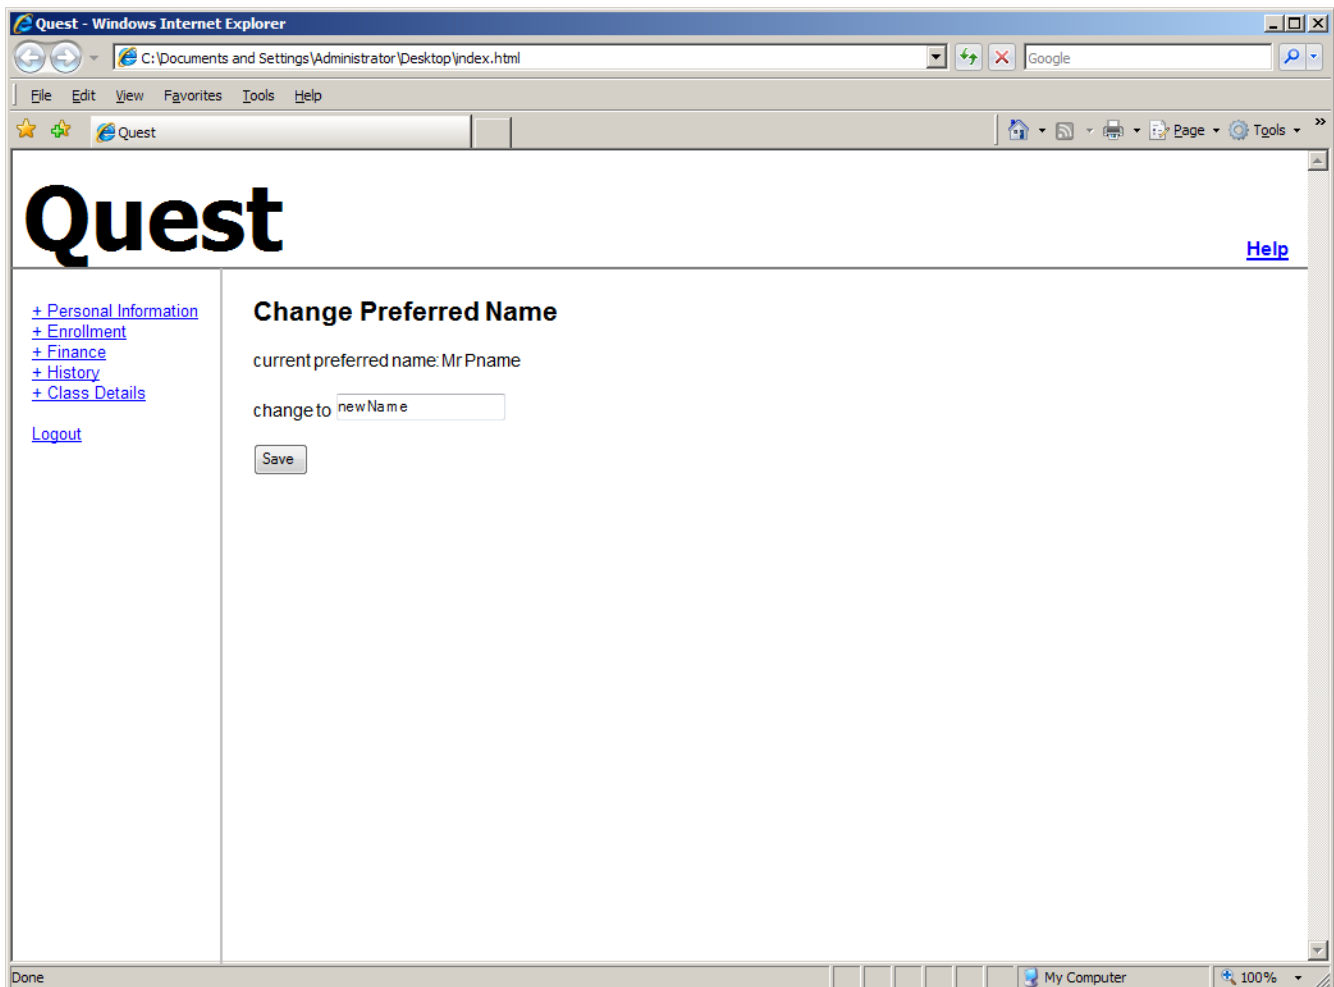 Quest - Windows Internet Explorer
C:\Documents and Settings\Administrator\Desktop\index.html
Google
File Edit View Favorites Tools Help
Quest
Page Tools »
Quest
Help
+ Personal Information
+ Enrollment
+ Finance
+ History
+ Class Details
Logout
Change Preferred Name
current preferred name: Mr Pname
change to newName
Save
Done
My Computer
100%